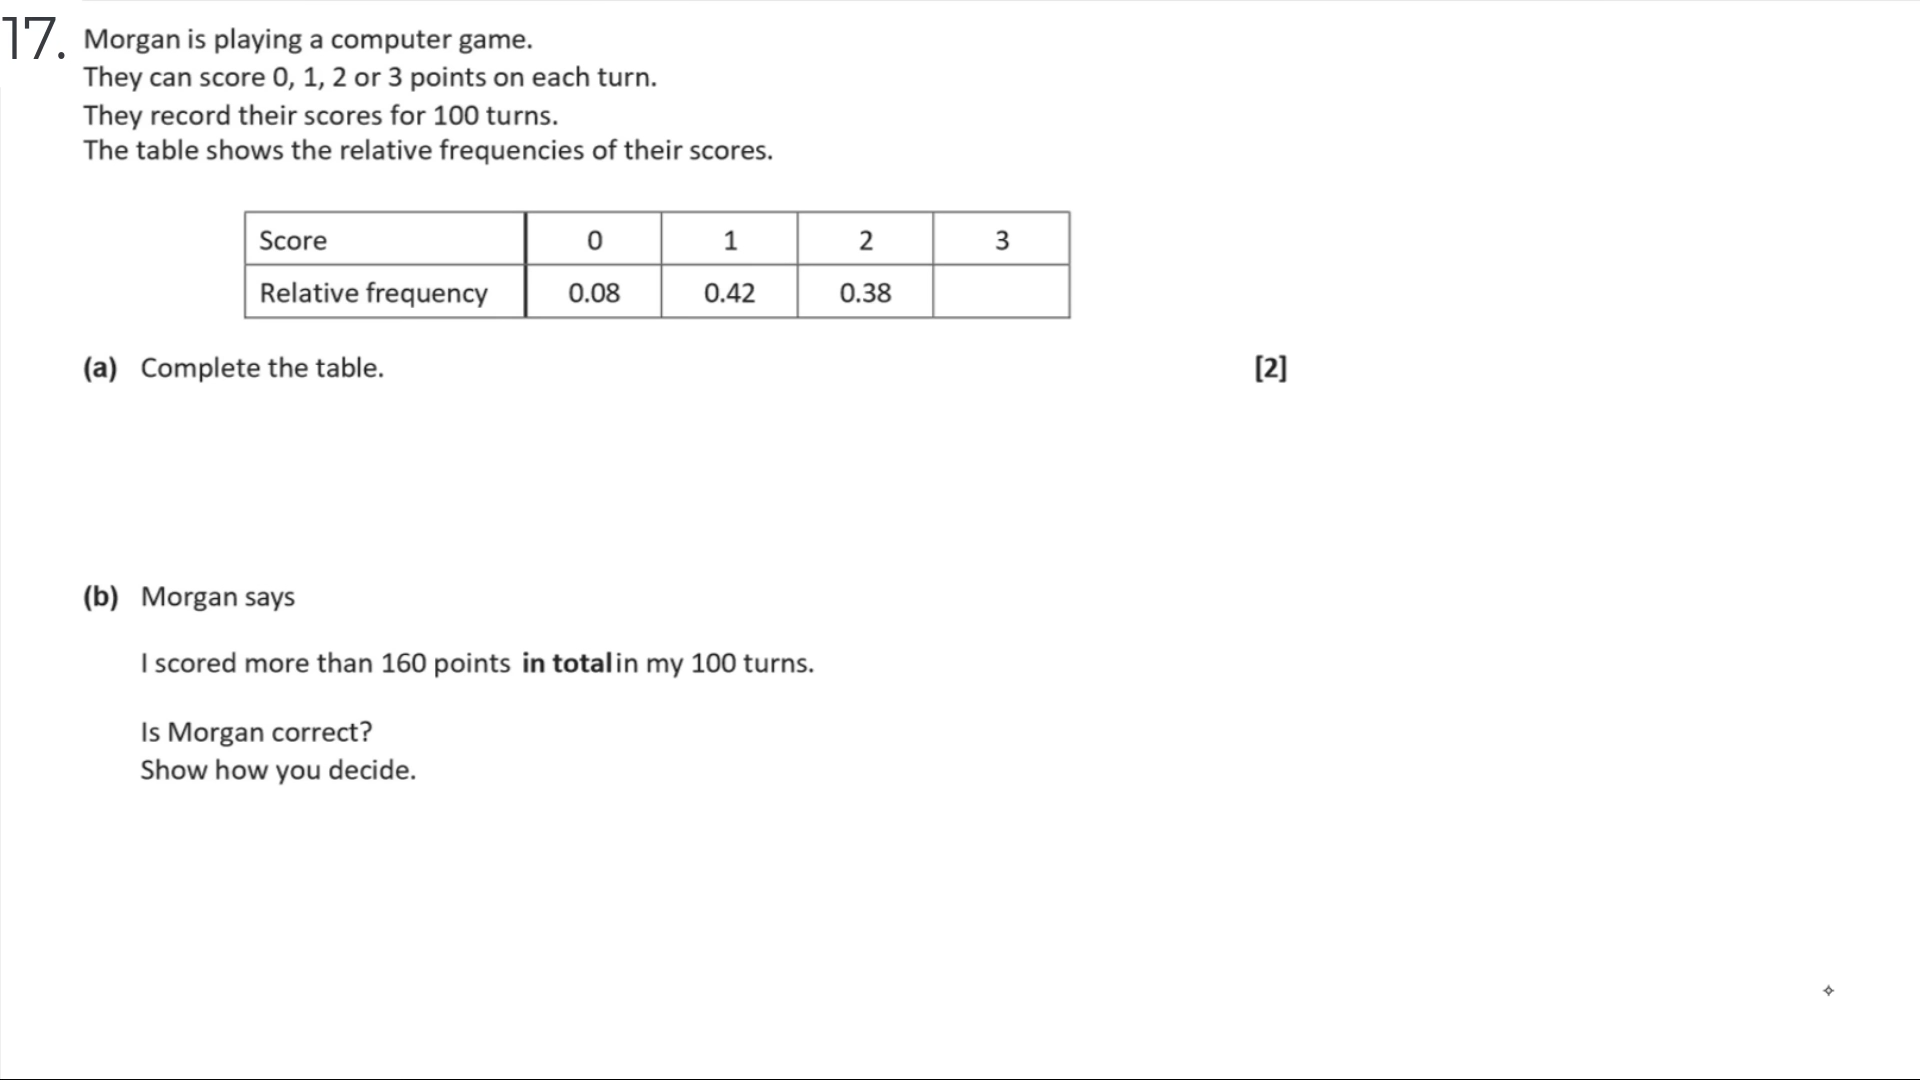 17. Morgan is playing a computer game.
They can score 0, 1, 2 or 3 points on each turn.
They record their scores for 100 turns.
The table shows the relative frequencies of their scores.
Score 0 1 2 3
Relative frequency 0.08 0.42 0.38
(a) Complete the table. [2]
(b) Morgan says
I scored more than 160 points in total in my 100 turns.
Is Morgan correct?
Show how you decide.